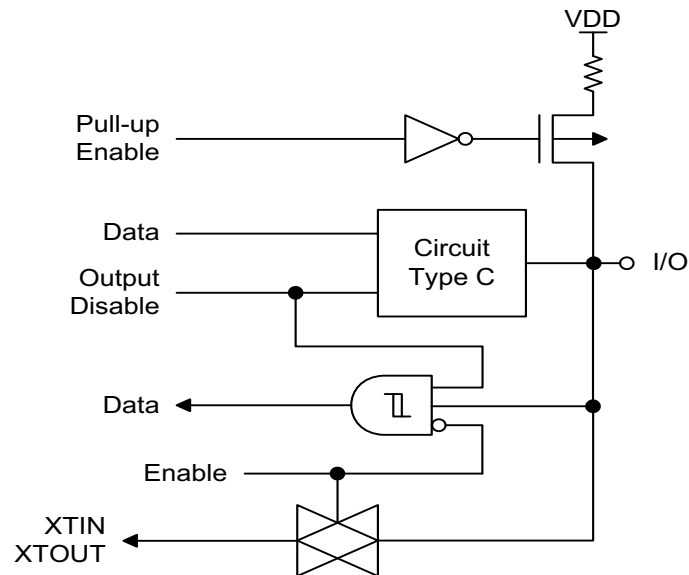 VDD
Pull-up
Enable
Data
Circuit
Type C
I/O
Output
Disable
Data
Enable
XTIN
XTOUT